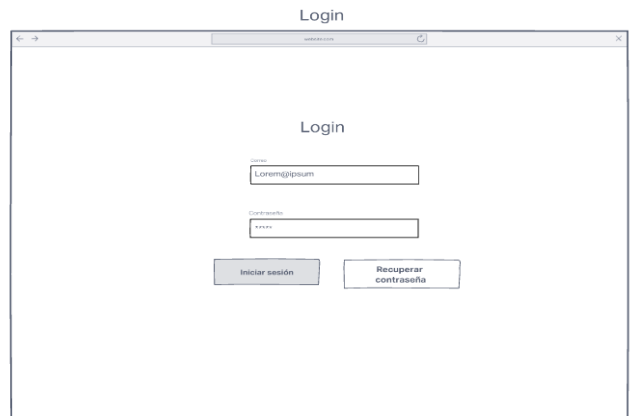 Login
Login
Correo
Lorem@ipsum
Contraseña
*****
Iniciar sesión
Recuperar
contraseña